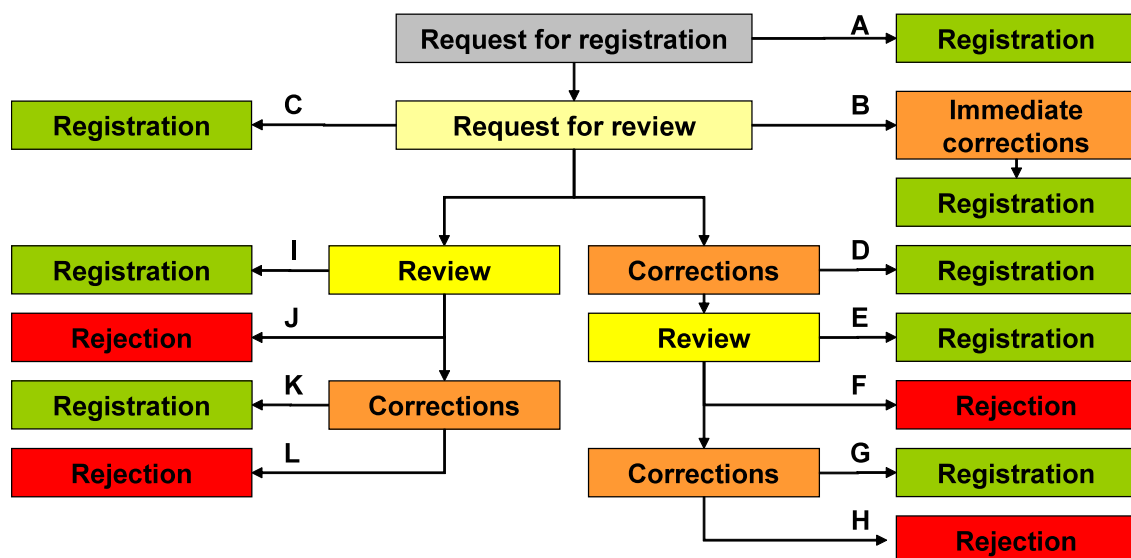 Request for registration
A
Registration
Registration
C
Request for review
B
Immediate
corrections
Registration
Registration
I
Review
Corrections
D
Registration
Rejection
J
Review
E
Registration
Registration
K
Corrections
F
Rejection
Rejection
L
Corrections
G
Registration
H
Rejection